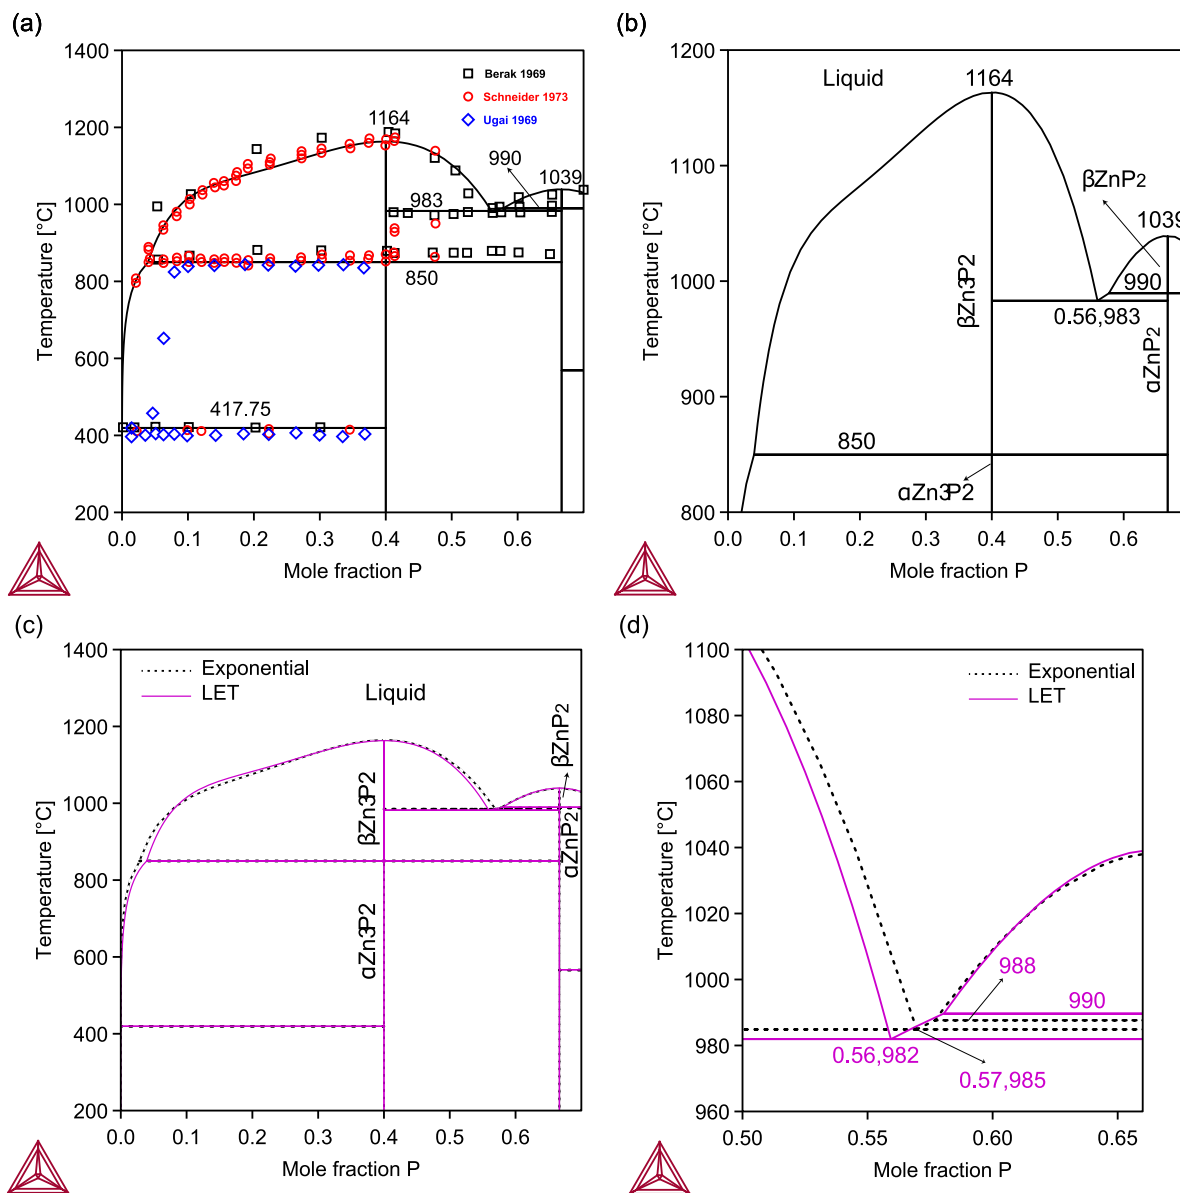 (a)
1400
1200
1000
800
600
400
200
Temperature [°C]
0.0 0.1 0.2 0.3 0.4 0.5 0.6
Mole fraction P
Berak 1969
Schneider 1973
Ugai 1969
1164
990
1039
983
850
417.75
(b)
1200
1100
1000
900
800
Temperature [°C]
0.0 0.1 0.2 0.3 0.4 0.5 0.6
Mole fraction P
Liquid
1164
βZnP2
1039
990
0.56,983
βZn3P2
αZnP2
850
αZn3P2
(c)
1400
1200
1000
800
600
400
200
Temperature [°C]
0.0 0.1 0.2 0.3 0.4 0.5 0.6
Mole fraction P
Exponential
LET
Liquid
βZnP2
βZn3P2
αZnP2
αZn3P2
(d)
1100
1080
1060
1040
1020
1000
980
960
Temperature [°C]
0.50 0.55 0.60 0.65
Mole fraction P
Exponential
LET
988
990
0.56,982
0.57,985